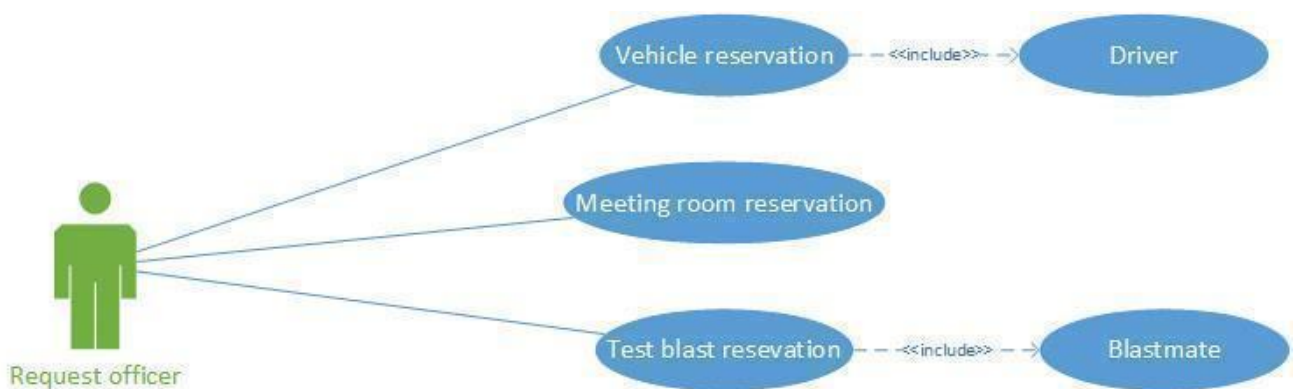 Vehicle reservation
<<include>>
Driver
Meeting room reservation
Test blast resevation
<<include>>
Blastmate
Request officer